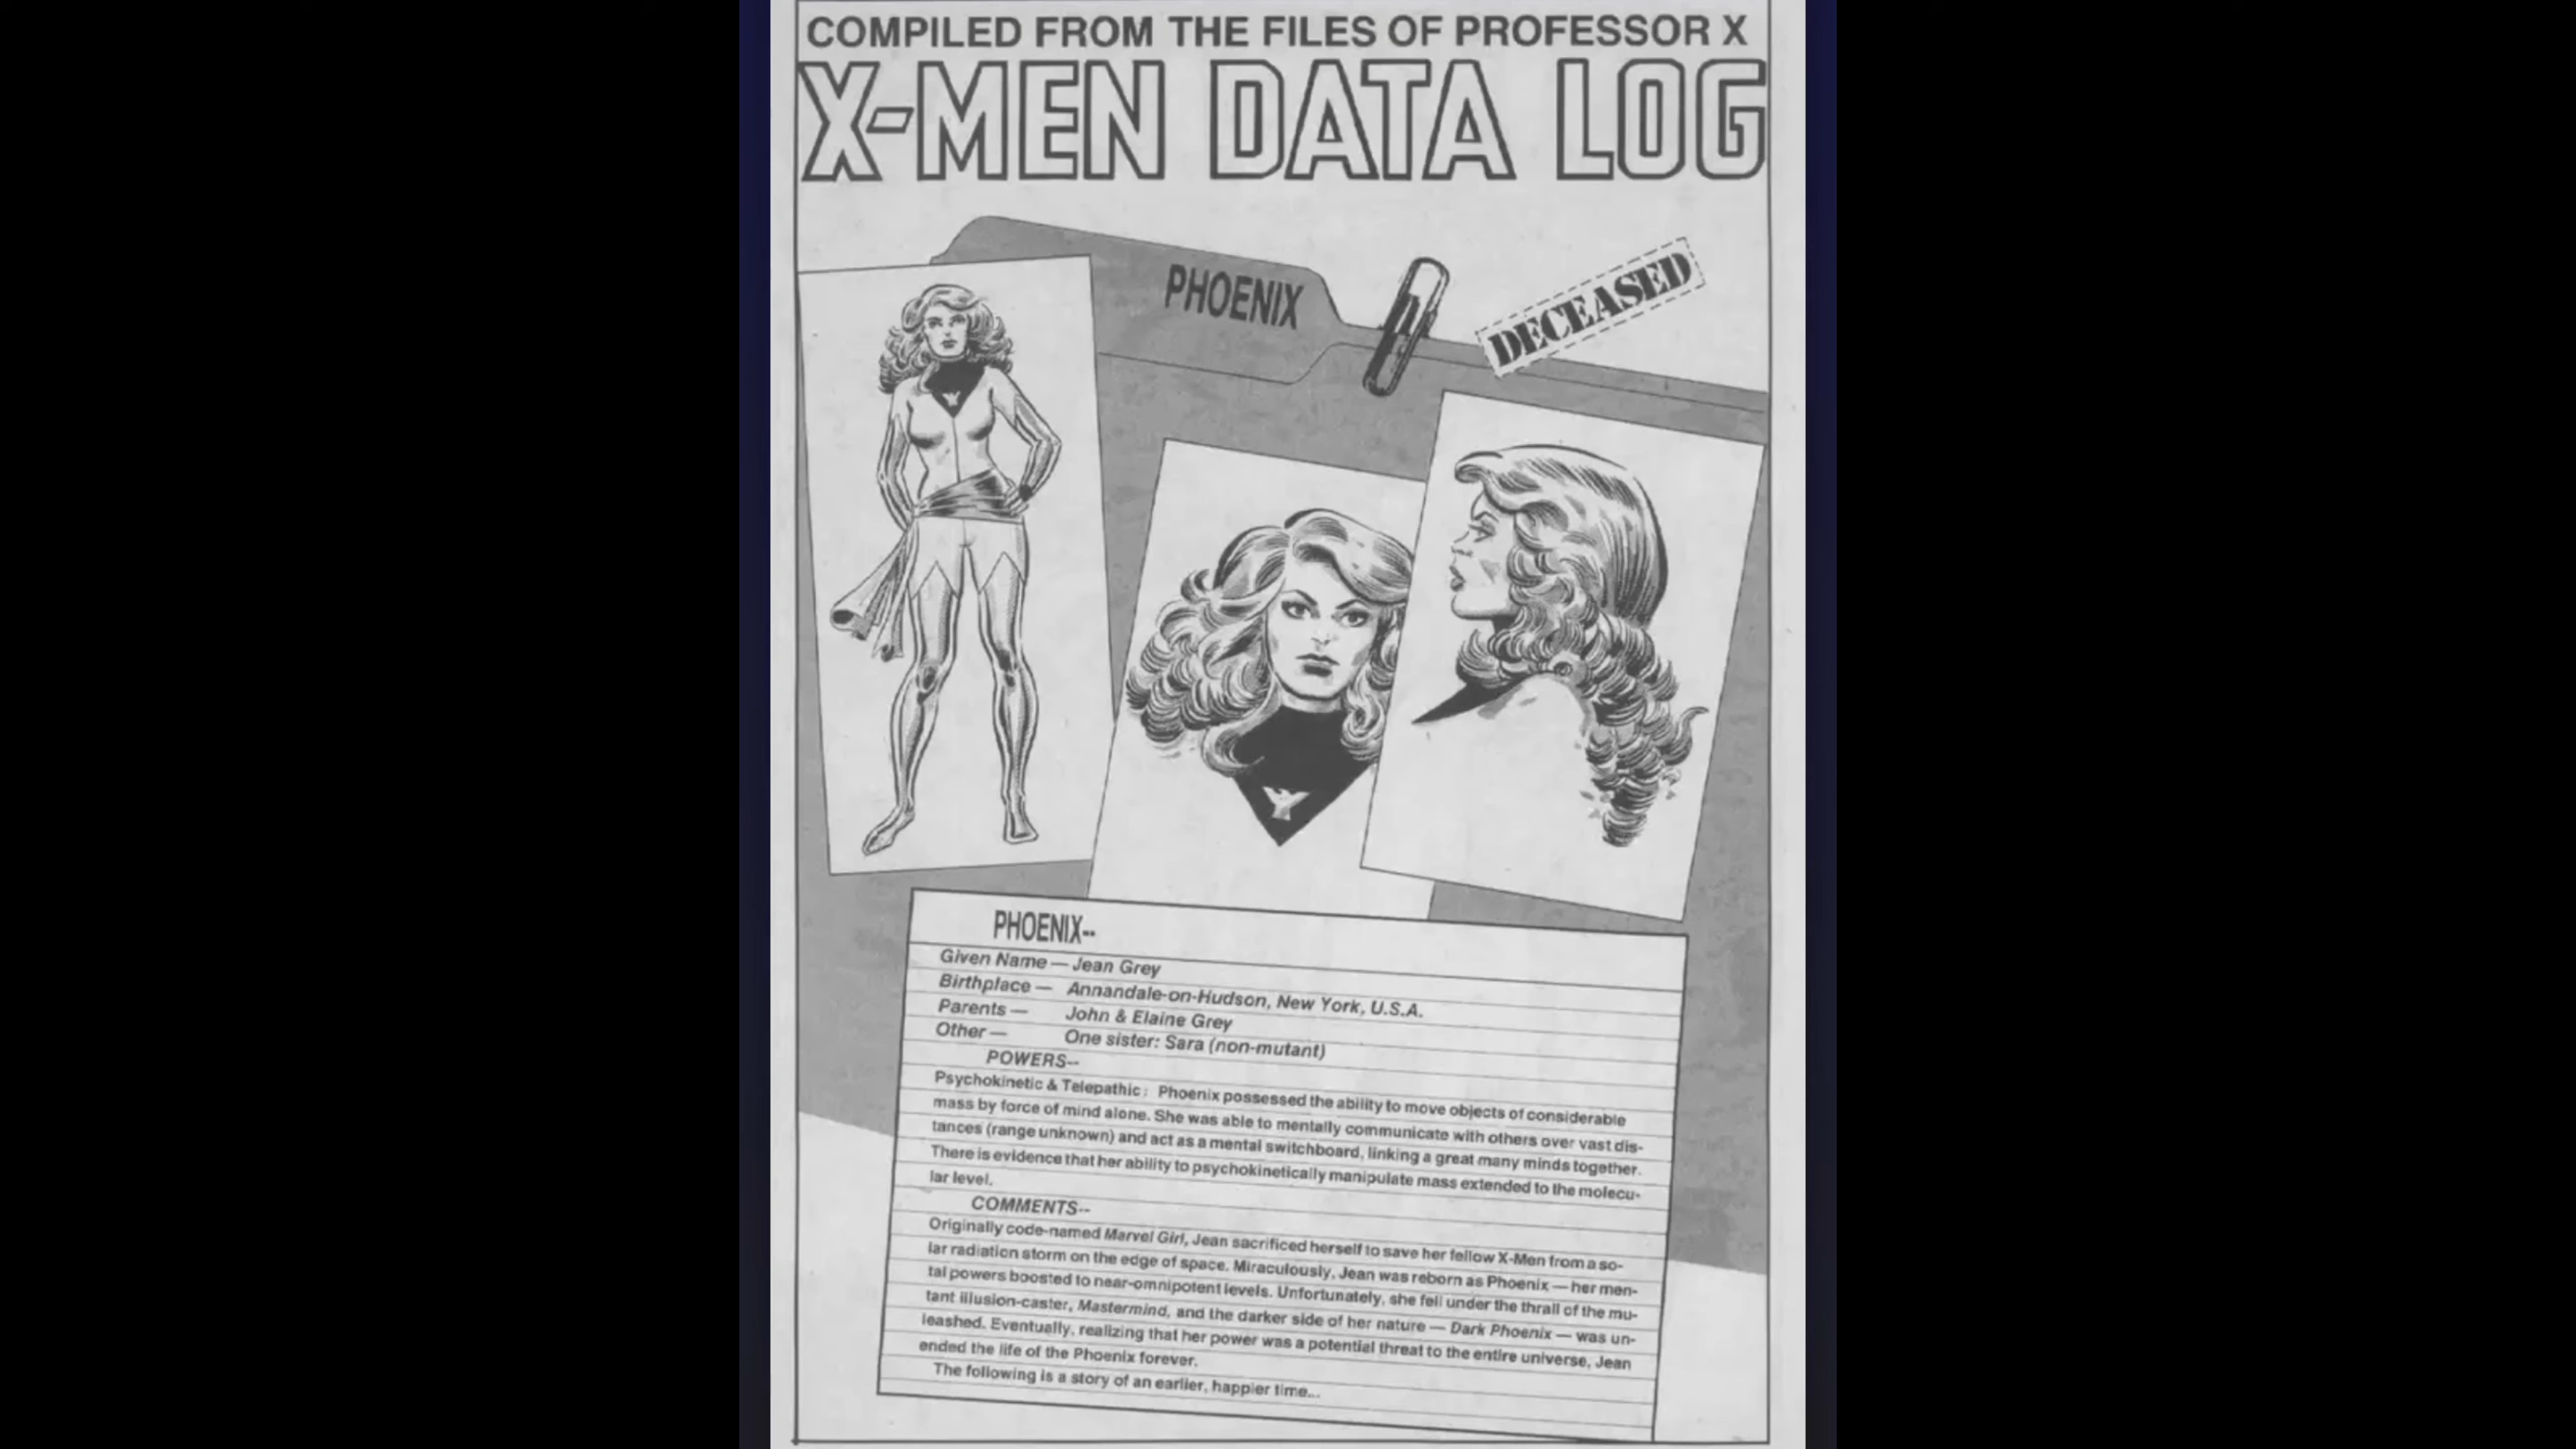 COMPILED FROM THE FILES OF PROFESSOR X
X-MEN DATA LOG
PHOENIX
DECEASED
PHOENIX--
Given Name — Jean Grey
Birthplace — Annandale-on-Hudson, New York, U.S.A.
Parents — John & Elaine Grey
Other — One sister: Sara (non-mutant)
POWERS--
Psychokinetic & Telepathic: Phoenix possessed the ability to move objects of considerable
mass by force of mind alone. She was able to mentally communicate with others over vast dis-
tances (range unknown) and act as a mental switchboard, linking a great many minds together.
There is evidence that her ability to psychokinetically manipulate mass extended to the molecu-
lar level.
COMMENTS--
Originally code-named Marvel Girl, Jean sacrificed herself to save her fellow X-Men from a so-
lar radiation storm on the edge of space. Miraculously, Jean was reborn as Phoenix — her men-
tal powers boosted to near-omnipotent levels. Unfortunately, she fell under the thrall of the mu-
tant illusion-caster, Mastermind, and the darker side of her nature — Dark Phoenix — was un-
leashed. Eventually, realizing that her power was a potential threat to the entire universe, Jean
ended the life of the Phoenix forever.
The following is a story of an earlier, happier time...